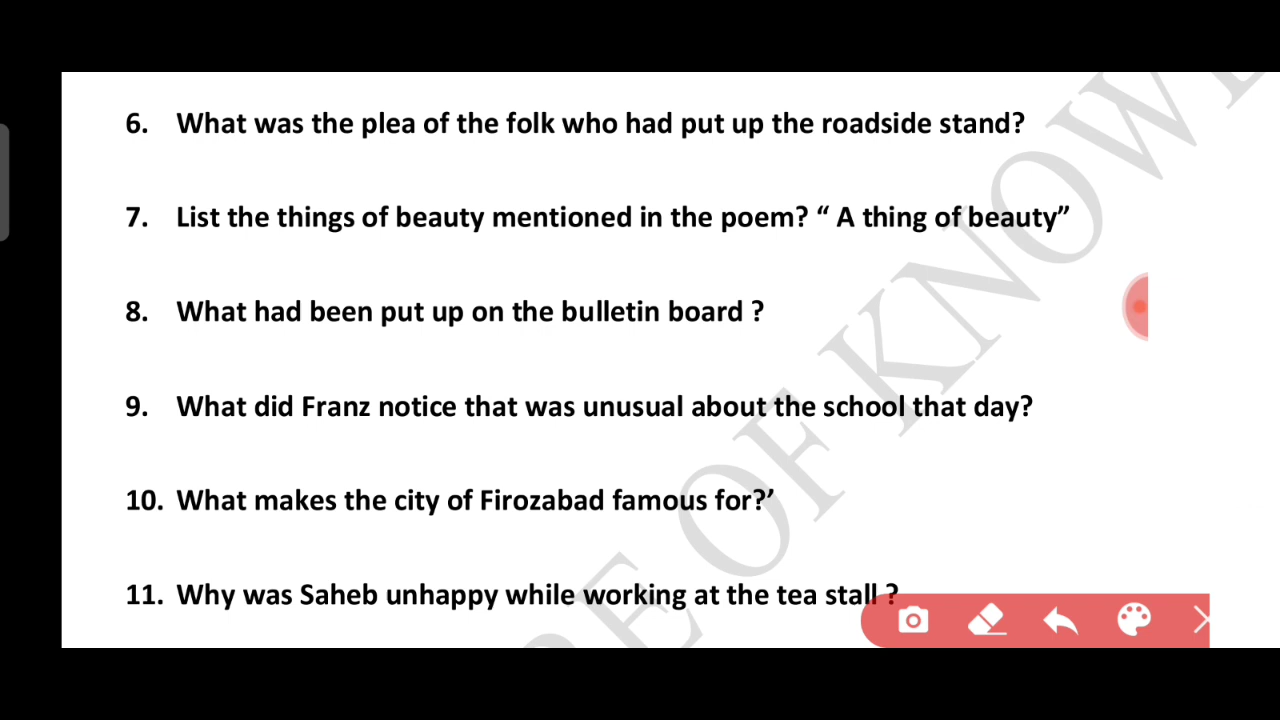 6. What was the plea of the folk who had put up the roadside stand?
7. List the things of beauty mentioned in the poem? “ A thing of beauty”
8. What had been put up on the bulletin board ?
9. What did Franz notice that was unusual about the school that day?
10. What makes the city of Firozabad famous for?’
11. Why was Saheb unhappy while working at the tea stall ?